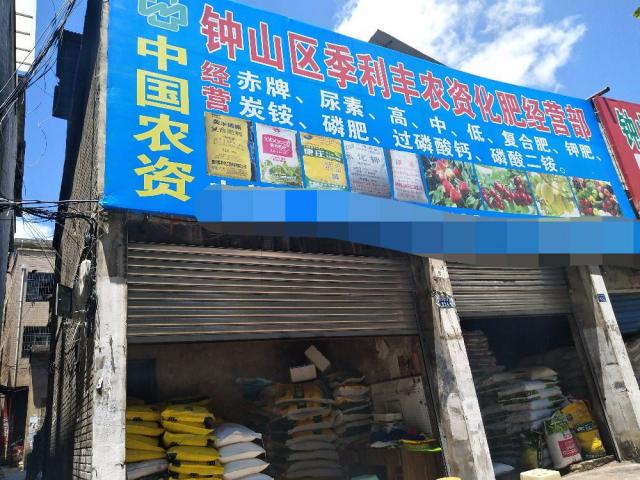 中国农资
钟山区季利丰农资化肥经营部
经营
赤牌、尿素、高、中、低、复合肥、钾肥、
炭铵、磷肥、过磷酸钙、磷酸二铵。